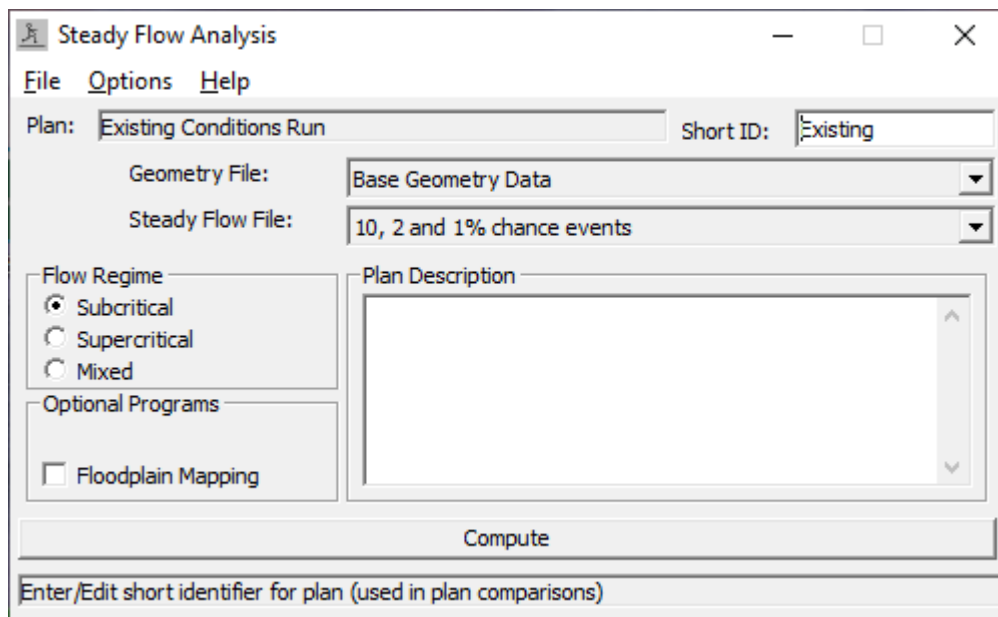 Steady Flow Analysis
File Options Help
Plan: Existing Conditions Run Short ID: Existing
Geometry File: Base Geometry Data
Steady Flow File: 10, 2 and 1% chance events
Flow Regime
Subcritical
Supercritical
Mixed
Plan Description
Optional Programs
Floodplain Mapping
Compute
Enter/Edit short identifier for plan (used in plan comparisons)